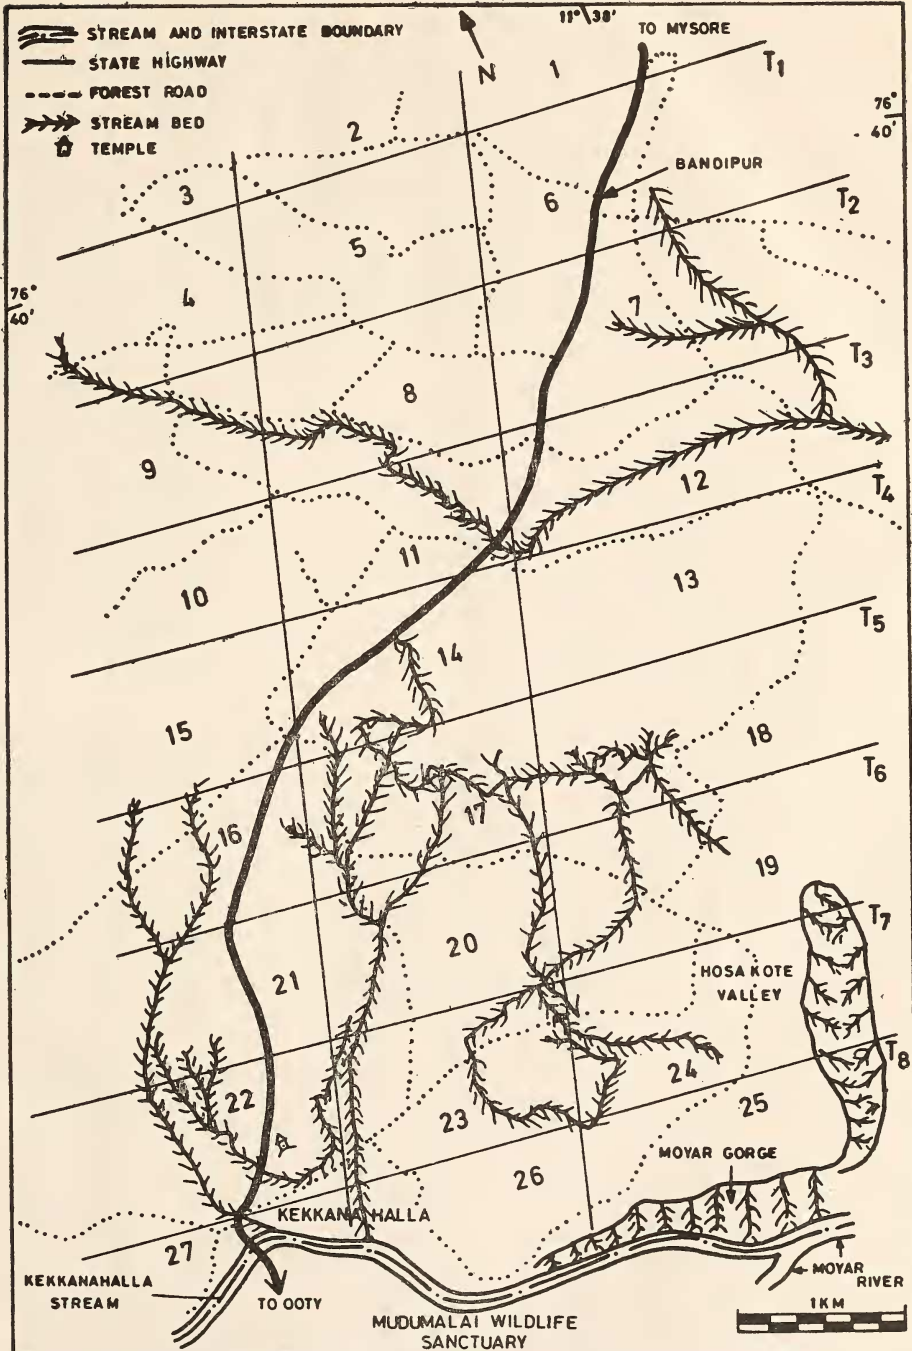 STREAM AND INTERSTATE BOUNDARY
STATE HIGHWAY
FOREST ROAD
STREAM BED
TEMPLE
N
11° 38'
TO MYSORE
T1
76°
40'
BANDIPUR
T2
1
2
3
4
5
6
7
76°
40'
T3
8
9
T4
10
11
12
13
T5
14
15
T6
16
17
18
19
T7
20
21
HOSA KOTE
VALLEY
T8
22
23
24
25
MOYAR GORGE
26
KEKKANA HALLA
27
KEKKANAHALLA
STREAM
TO OOTY
MOYAR
RIVER
1KM
MUDUMALAI WILDLIFE
SANCTUARY